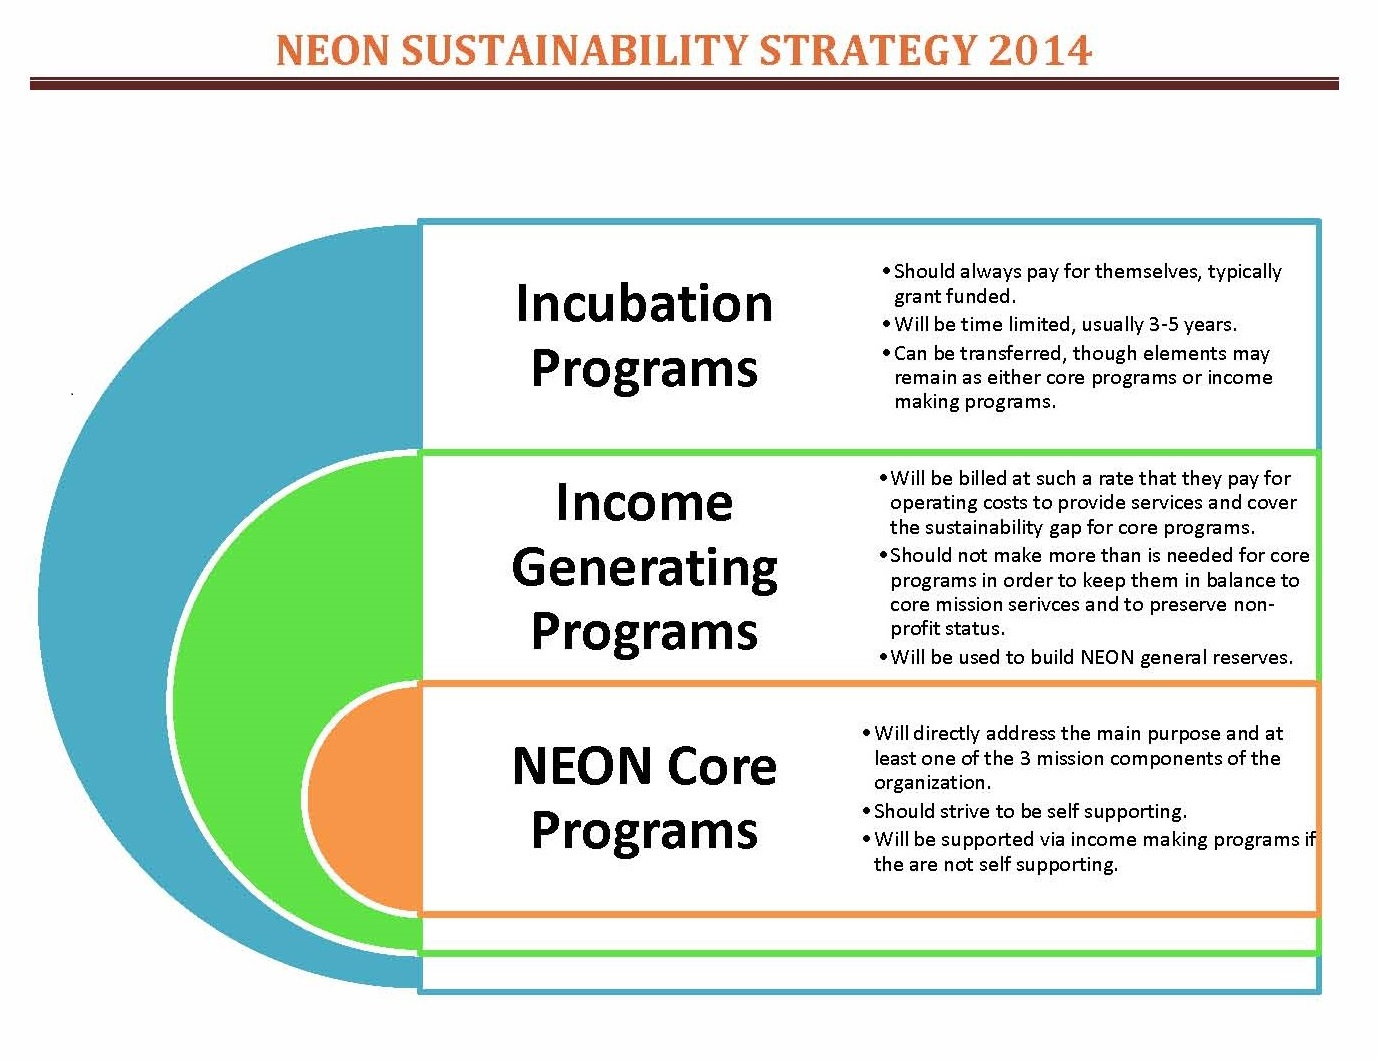 NEON SUSTAINABILITY STRATEGY 2014
Incubation
Programs
•Should always pay for themselves, typically
grant funded.
•Will be time limited, usually 3-5 years.
•Can be transferred, though elements may
remain as either core programs or income
making programs.
Income
Generating
Programs
•Will be billed at such a rate that they pay for
operating costs to provide services and cover
the sustainability gap for core programs.
•Should not make more than is needed for core
programs in order to keep them in balance to
core mission serivces and to preserve non-
profit status.
•Will be used to build NEON general reserves.
NEON Core
Programs
•Will directly address the main purpose and at
least one of the 3 mission components of the
organization.
•Should strive to be self supporting.
•Will be supported via income making programs if
the are not self supporting.